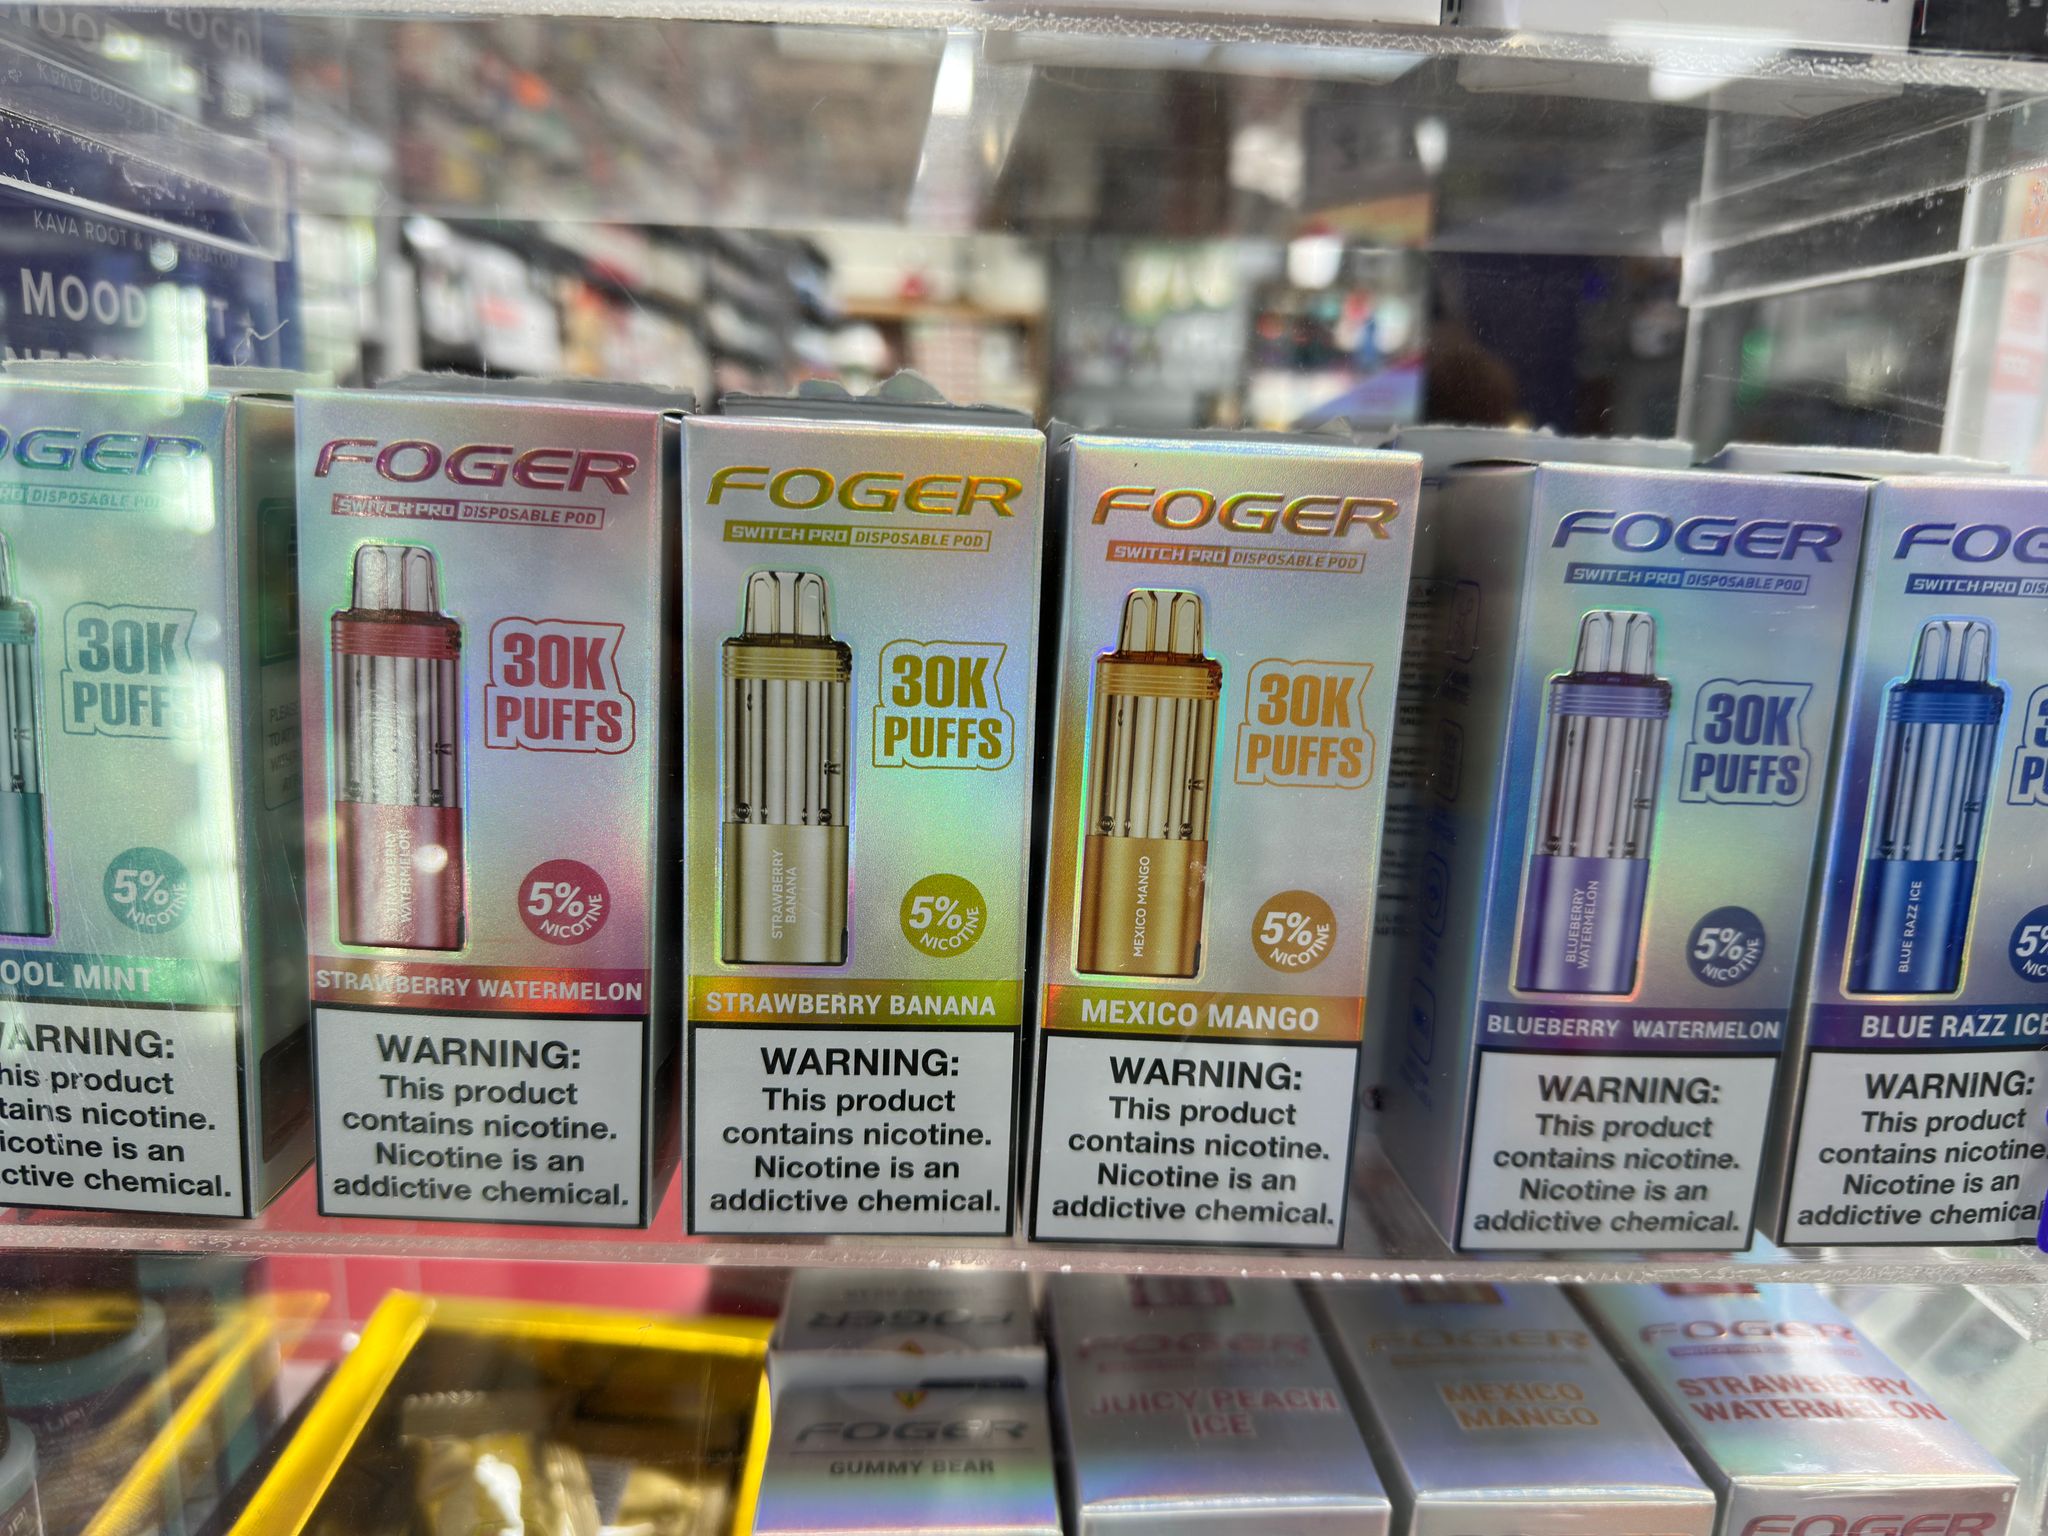 KAVA ROOT &
MOOD
OGER
DISPOSABLE POD
30K
PUFFS
5%
NICOTINE
OOL MINT
ARNING:
his product
tains nicotine.
icotine is an
ctive chemical.
FOGER
SWITCH PRO DISPOSABLE POD
30K
PUFFS
STRAWBERRY
WATERMELON
5%
NICOTINE
STRAWBERRY WATERMELON
WARNING:
This product
contains nicotine.
Nicotine is an
addictive chemical.
FOGER
SWITCH PRO DISPOSABLE POD
30K
PUFFS
STRAWBERRY
BANANA
5%
NICOTINE
STRAWBERRY BANANA
WARNING:
This product
contains nicotine.
Nicotine is an
addictive chemical.
FOGER
SWITCH PRO DISPOSABLE POD
30K
PUFFS
MEXICO MANGO
5%
NICOTINE
MEXICO MANGO
WARNING:
This product
contains nicotine.
Nicotine is an
addictive chemical.
FOGER
SWITCH PRO DISPOSABLE POD
30K
PUFFS
BLUEBERRY
WATERMELON
5%
NICOTINE
BLUEBERRY WATERMELON
WARNING:
This product
contains nicotine.
Nicotine is an
addictive chemical.
FOG
SWITCH PRO DIS
BLUE RAZZ ICE
5%
BLUE RAZZ ICE
WARNING:
This product
contains nicotine.
Nicotine is an
addictive chemical
FOGER
FOGER
GUMMY BEAR
FOGER
JUICY PEACH
ICE
FOGER
MEXICO
MANGO
FOGER
SWITCH PRO DISPOSABLE POD
STRAWBERRY
WATERMELON
FOGER